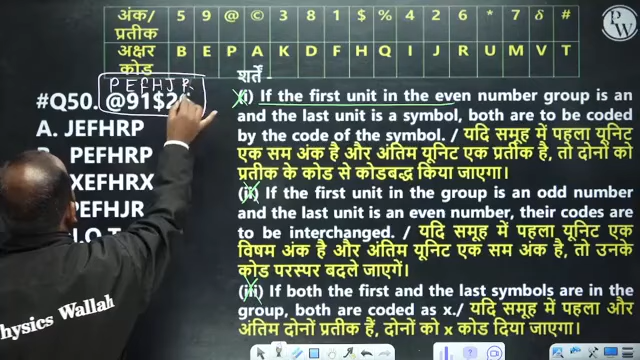 अंक/ प्रतीक 5 9 @ © 3 8 1 $ % 4 6 * 7 δ #
अक्षर कोड B E P A K D F H Q I J R U M V T
PW
P E F H J R
#Q50. @91$2
A. JEFHRP
PEFHRP
XEFHRX
PEFHJR
शर्तें
(i) If the first unit in the even number group is an
and the last unit is a symbol, both are to be coded
by the code of the symbol. / यदि समूह में पहला यूनिट
एक सम अंक है और अंतिम यूनिट एक प्रतीक है, तो दोनों को
प्रतीक के कोड से कोडबद्ध किया जाएगा।
(ii) If the first unit in the group is an odd number
and the last unit is an even number, their codes are
to be interchanged. / यदि समूह में पहला यूनिट एक
विषम अंक है और अंतिम यूनिट एक सम अंक है, तो उनके
कोड परस्पर बदले जाएगें।
(iii) If both the first and the last symbols are in the
group, both are coded as x./ यदि समूह में पहला और
अंतिम दोनों प्रतीक हैं, दोनों को x कोड दिया जाएगा।
hysics Wallah